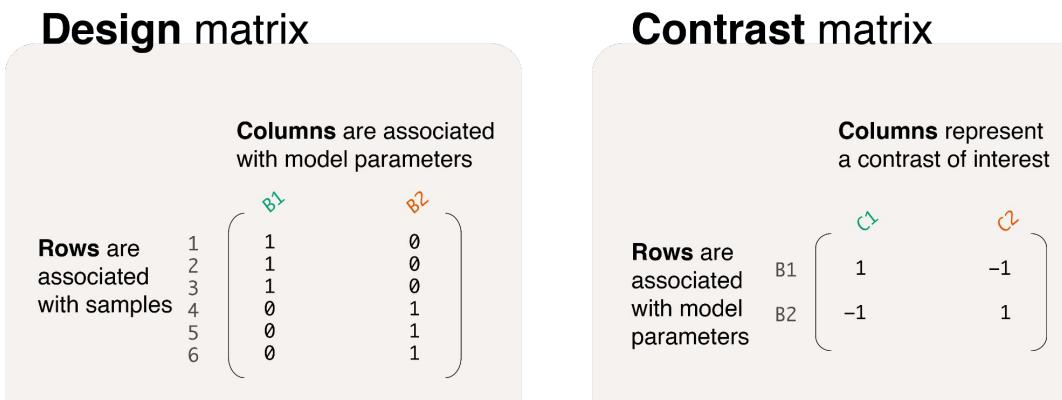 Design matrix
Columns are associated
with model parameters
B1 B2
Rows are
associated
with samples
1 1 0
2 1 0
3 1 0
4 0 1
5 0 1
6 0 1
Contrast matrix
Columns represent
a contrast of interest
C1 C2
Rows are
associated
with model
parameters
B1 1 −1
B2 −1 1